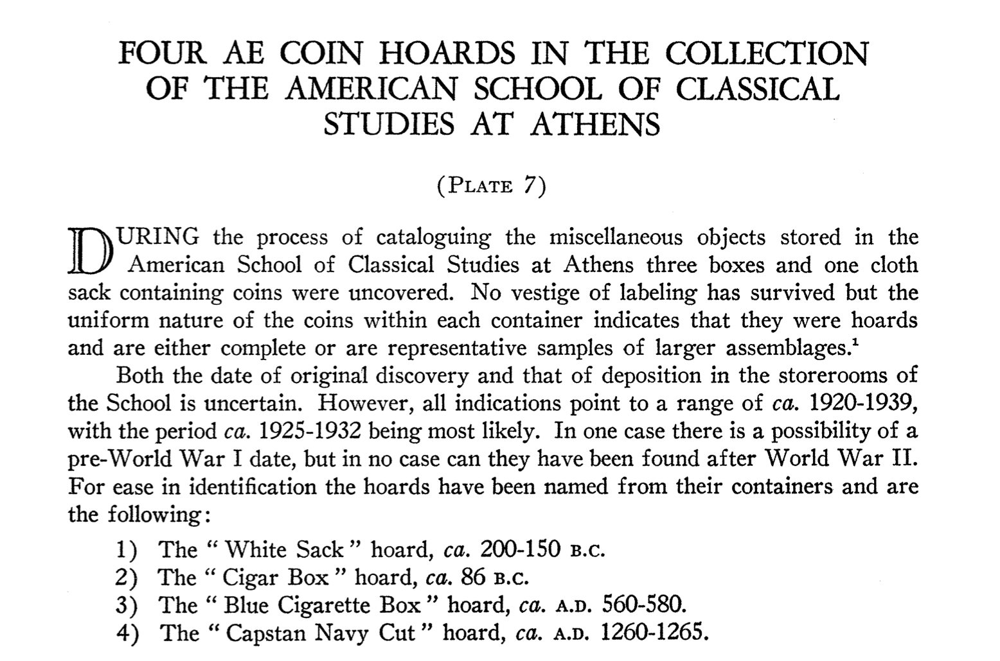 FOUR AE COIN HOARDS IN THE COLLECTION
OF THE AMERICAN SCHOOL OF CLASSICAL
STUDIES AT ATHENS
(PLATE 7)
DURING the process of cataloguing the miscellaneous objects stored in the
American School of Classical Studies at Athens three boxes and one cloth
sack containing coins were uncovered. No vestige of labeling has survived but the
uniform nature of the coins within each container indicates that they were hoards
and are either complete or are representative samples of larger assemblages.¹
Both the date of original discovery and that of deposition in the storerooms of
the School is uncertain. However, all indications point to a range of ca. 1920-1939,
with the period ca. 1925-1932 being most likely. In one case there is a possibility of a
pre-World War I date, but in no case can they have been found after World War II.
For ease in identification the hoards have been named from their containers and are
the following:
1) The “ White Sack ” hoard, ca. 200-150 B.C.
2) The “ Cigar Box ” hoard, ca. 86 B.C.
3) The “ Blue Cigarette Box ” hoard, ca. A.D. 560-580.
4) The “ Capstan Navy Cut ” hoard, ca. A.D. 1260-1265.